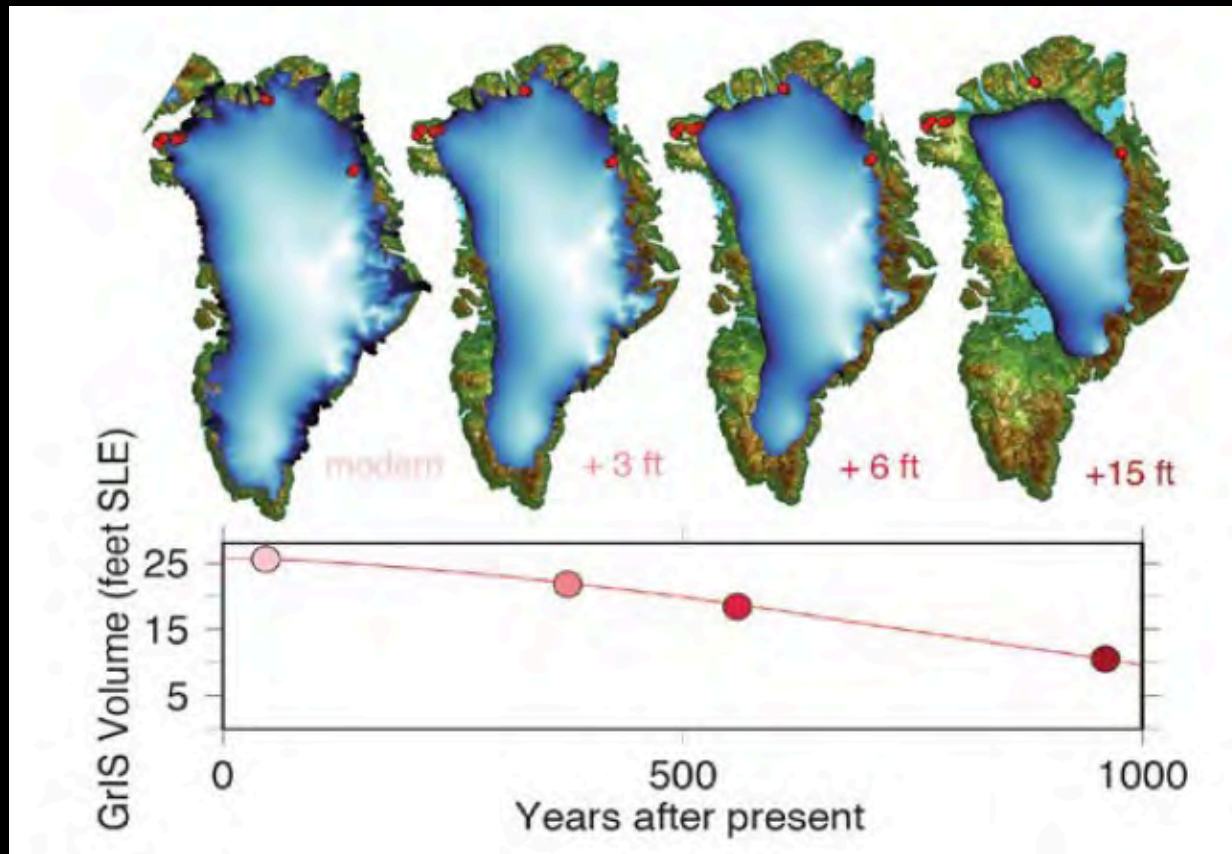 modern
+ 3 ft
+ 6 ft
+15 ft
GrIS Volume (feet SLE)
25
15
5
0
500
1000
Years after present